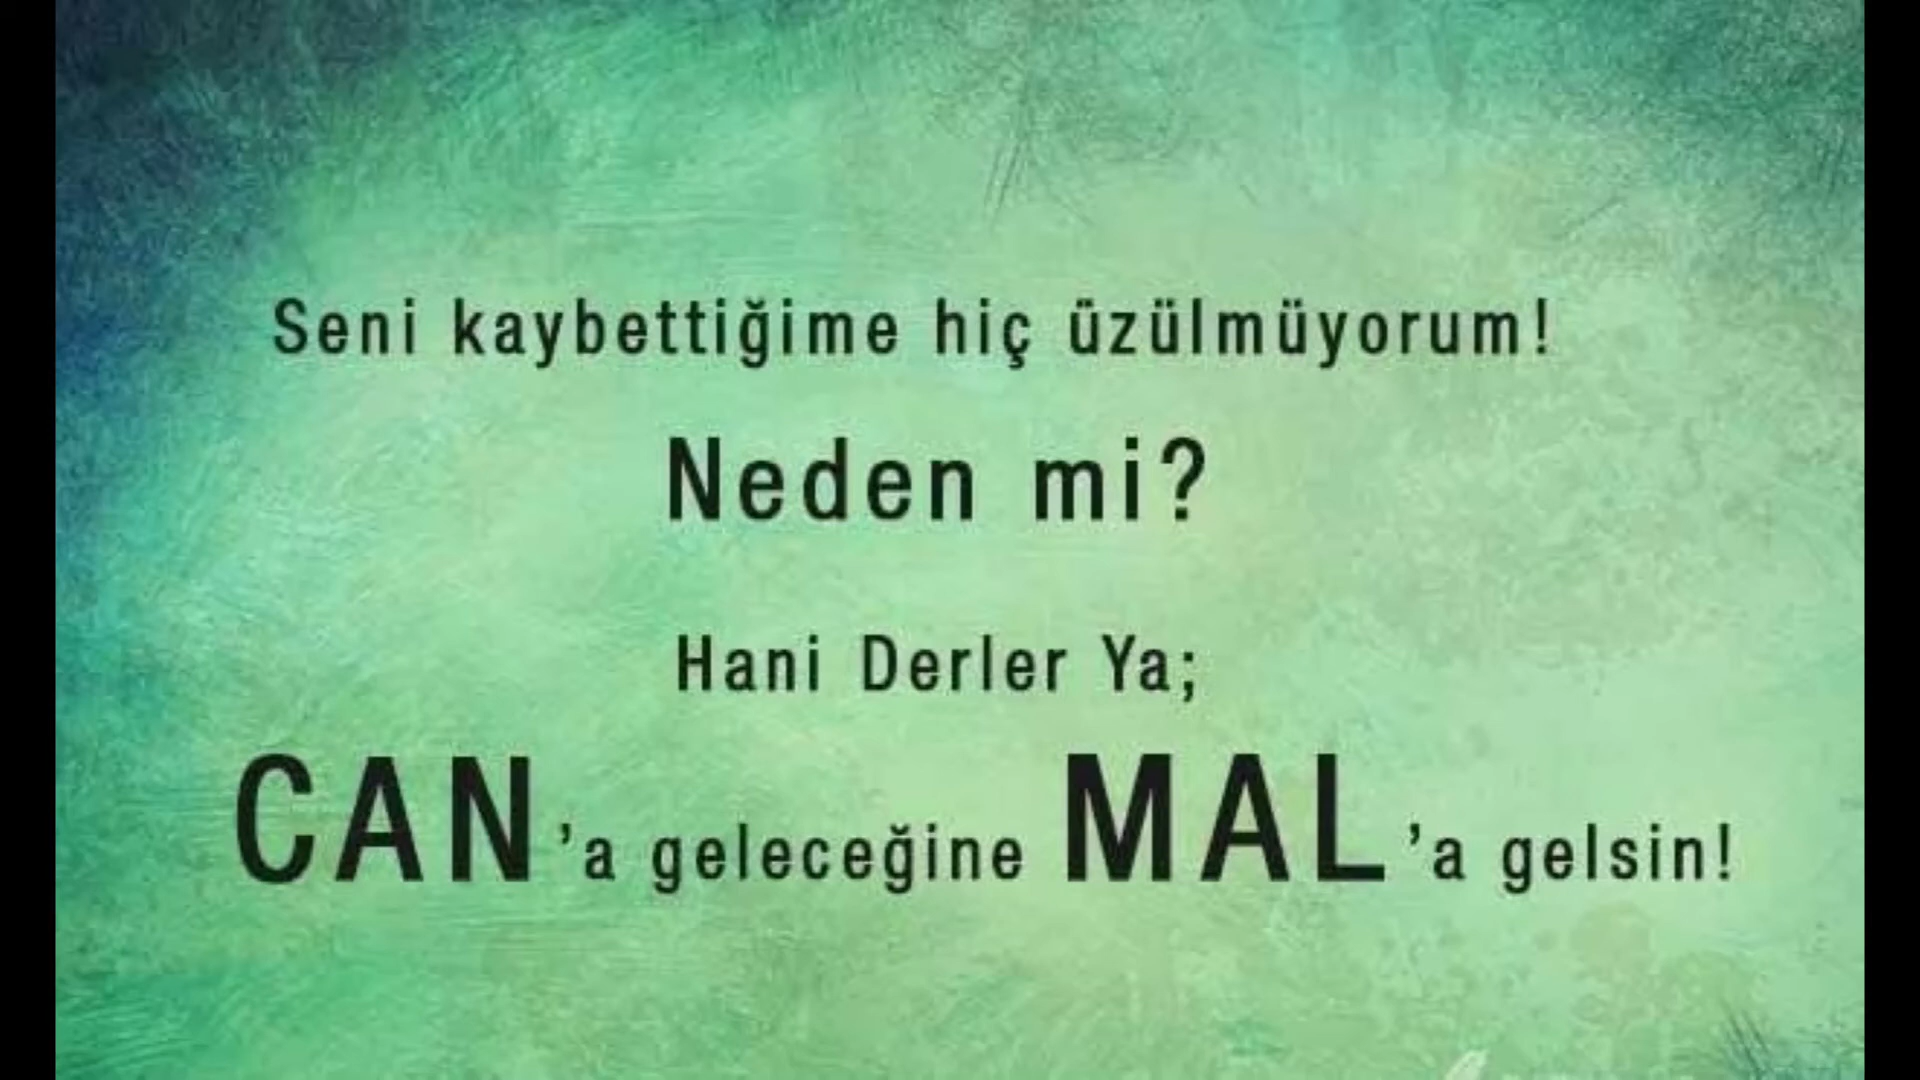 Seni kaybettiğime hiç üzülmüyorum!
Neden mi?
Hani Derler Ya;
CAN'a geleceğine MAL'a gelsin!